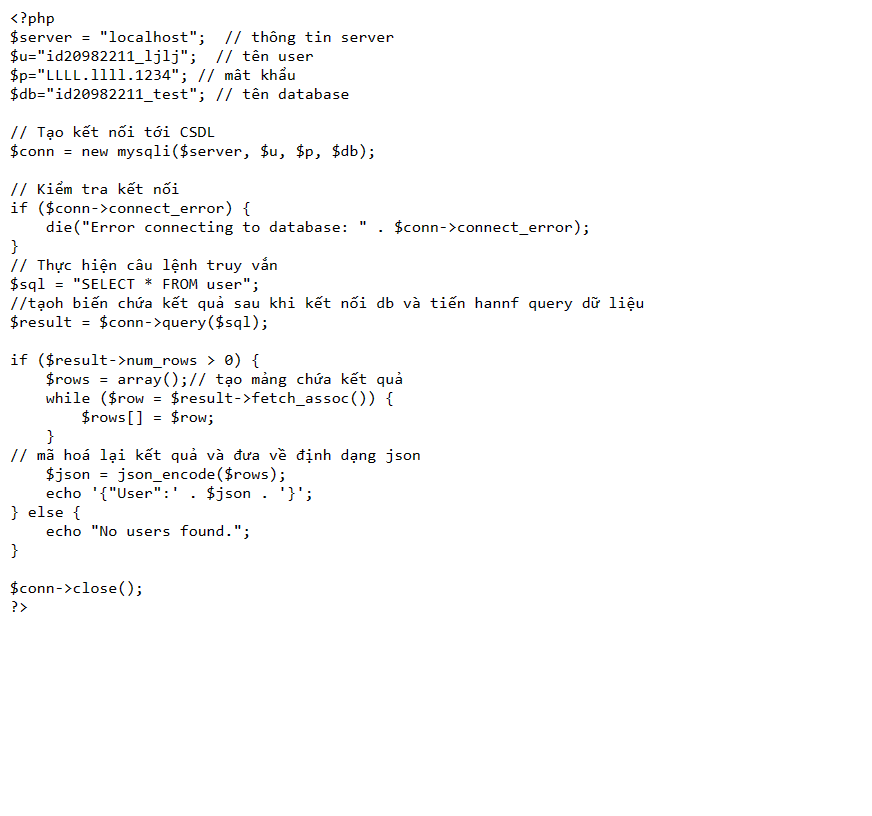 <?php
$server = "localhost";  // thông tin server
$u="id20982211_ljlj";  // tên user
$p="LLLL.llll.1234"; // mât khẩu
$db="id20982211_test"; // tên database

// Tạo kết nối tới CSDL
$conn = new mysqli($server, $u, $p, $db);

// Kiểm tra kết nối
if ($conn->connect_error) {
    die("Error connecting to database: " . $conn->connect_error);
}
// Thực hiện câu lệnh truy vắn
$sql = "SELECT * FROM user";
//tạoh biến chứa kết quả sau khi kết nối db và tiến hannf query dữ liệu
$result = $conn->query($sql);

if ($result->num_rows > 0) {
    $rows = array();// tạo mảng chứa kết quả
    while ($row = $result->fetch_assoc()) {
        $rows[] = $row;
    }
// mã hoá lại kết quả và đưa về định dạng json
    $json = json_encode($rows);
    echo '{"User":' . $json . '}';
} else {
    echo "No users found.";
}

$conn->close();
?>